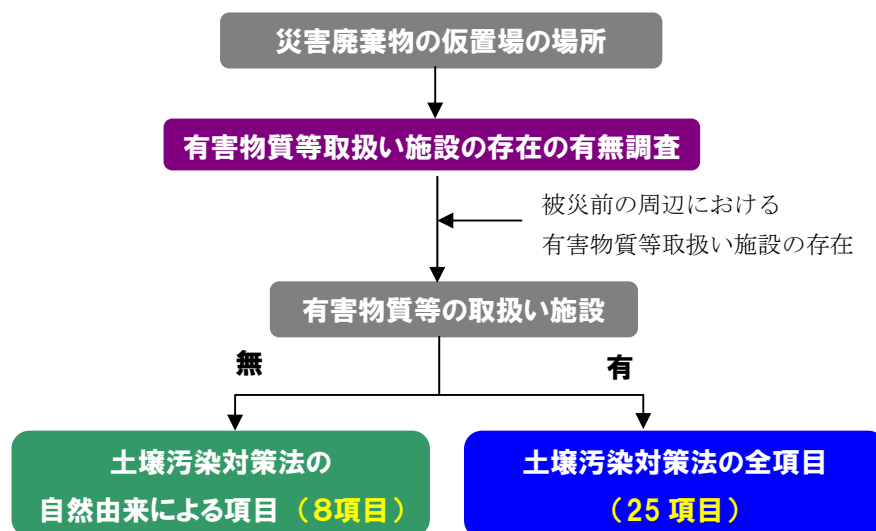 災害廃棄物の仮置場の場所
有害物質等取扱い施設の存在の有無調査
被災前の周辺における
有害物質等取扱い施設の存在
有害物質等の取扱い施設
無
有
土壌汚染対策法の
自然由来による項目（8項目）
土壌汚染対策法の全項目
（25 項目）